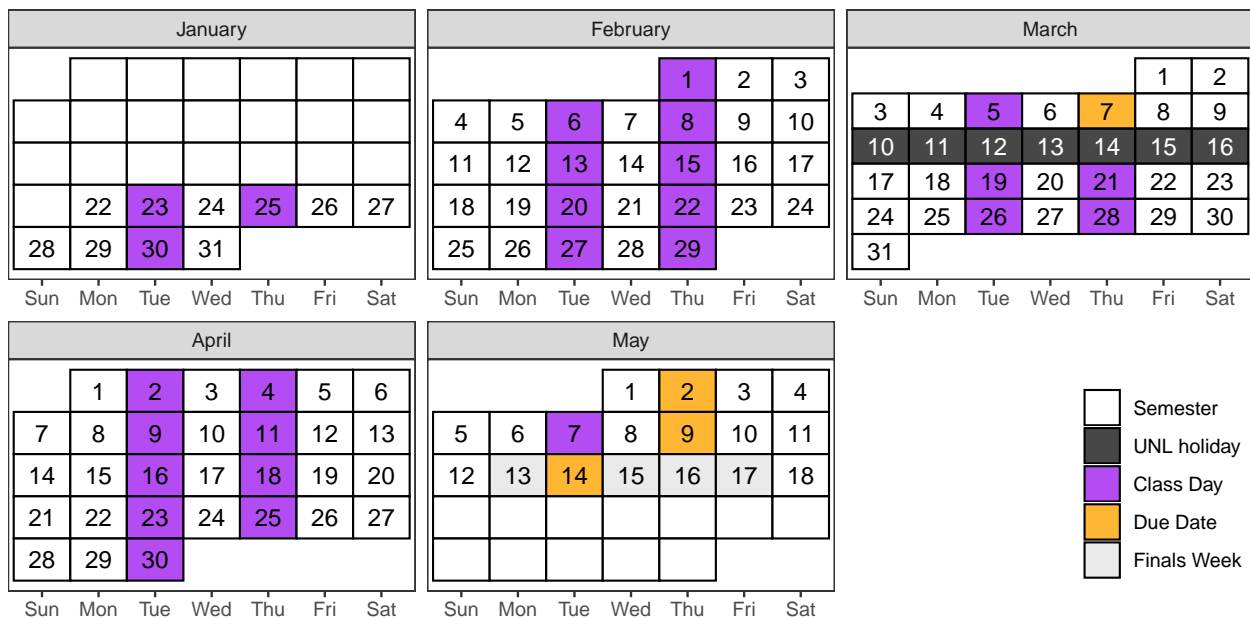 January
22 23 24 25 26 27
28 29 30 31
Sun Mon Tue Wed Thu Fri Sat
February
1 2 3
4 5 6 7 8 9 10
11 12 13 14 15 16 17
18 19 20 21 22 23 24
25 26 27 28 29
Sun Mon Tue Wed Thu Fri Sat
March
1 2
3 4 5 6 7 8 9
10 11 12 13 14 15 16
17 18 19 20 21 22 23
24 25 26 27 28 29 30
31
Sun Mon Tue Wed Thu Fri Sat
April
1 2 3 4 5 6
7 8 9 10 11 12 13
14 15 16 17 18 19 20
21 22 23 24 25 26 27
28 29 30
Sun Mon Tue Wed Thu Fri Sat
May
1 2 3 4
5 6 7 8 9 10 11
12 13 14 15 16 17 18
Sun Mon Tue Wed Thu Fri Sat
Semester
UNL holiday
Class Day
Due Date
Finals Week